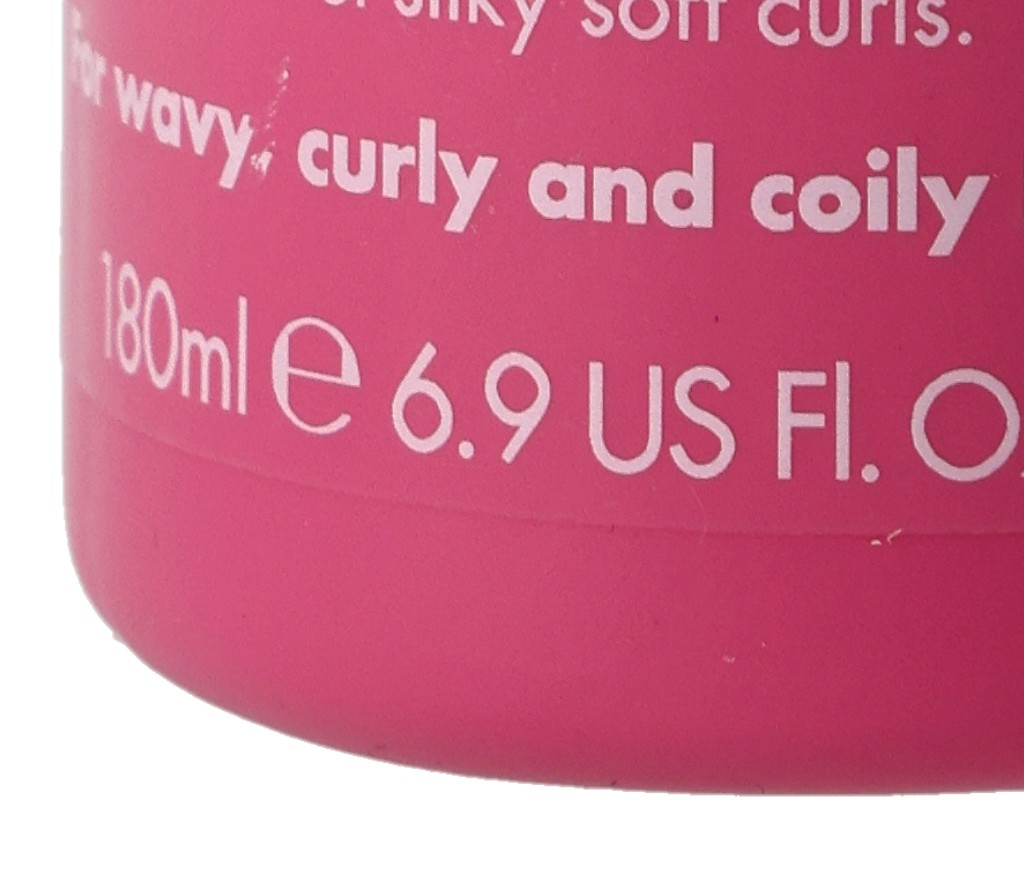 silky soft curls.
For wavy, curly and coily
180ml e 6.9 US Fl. O